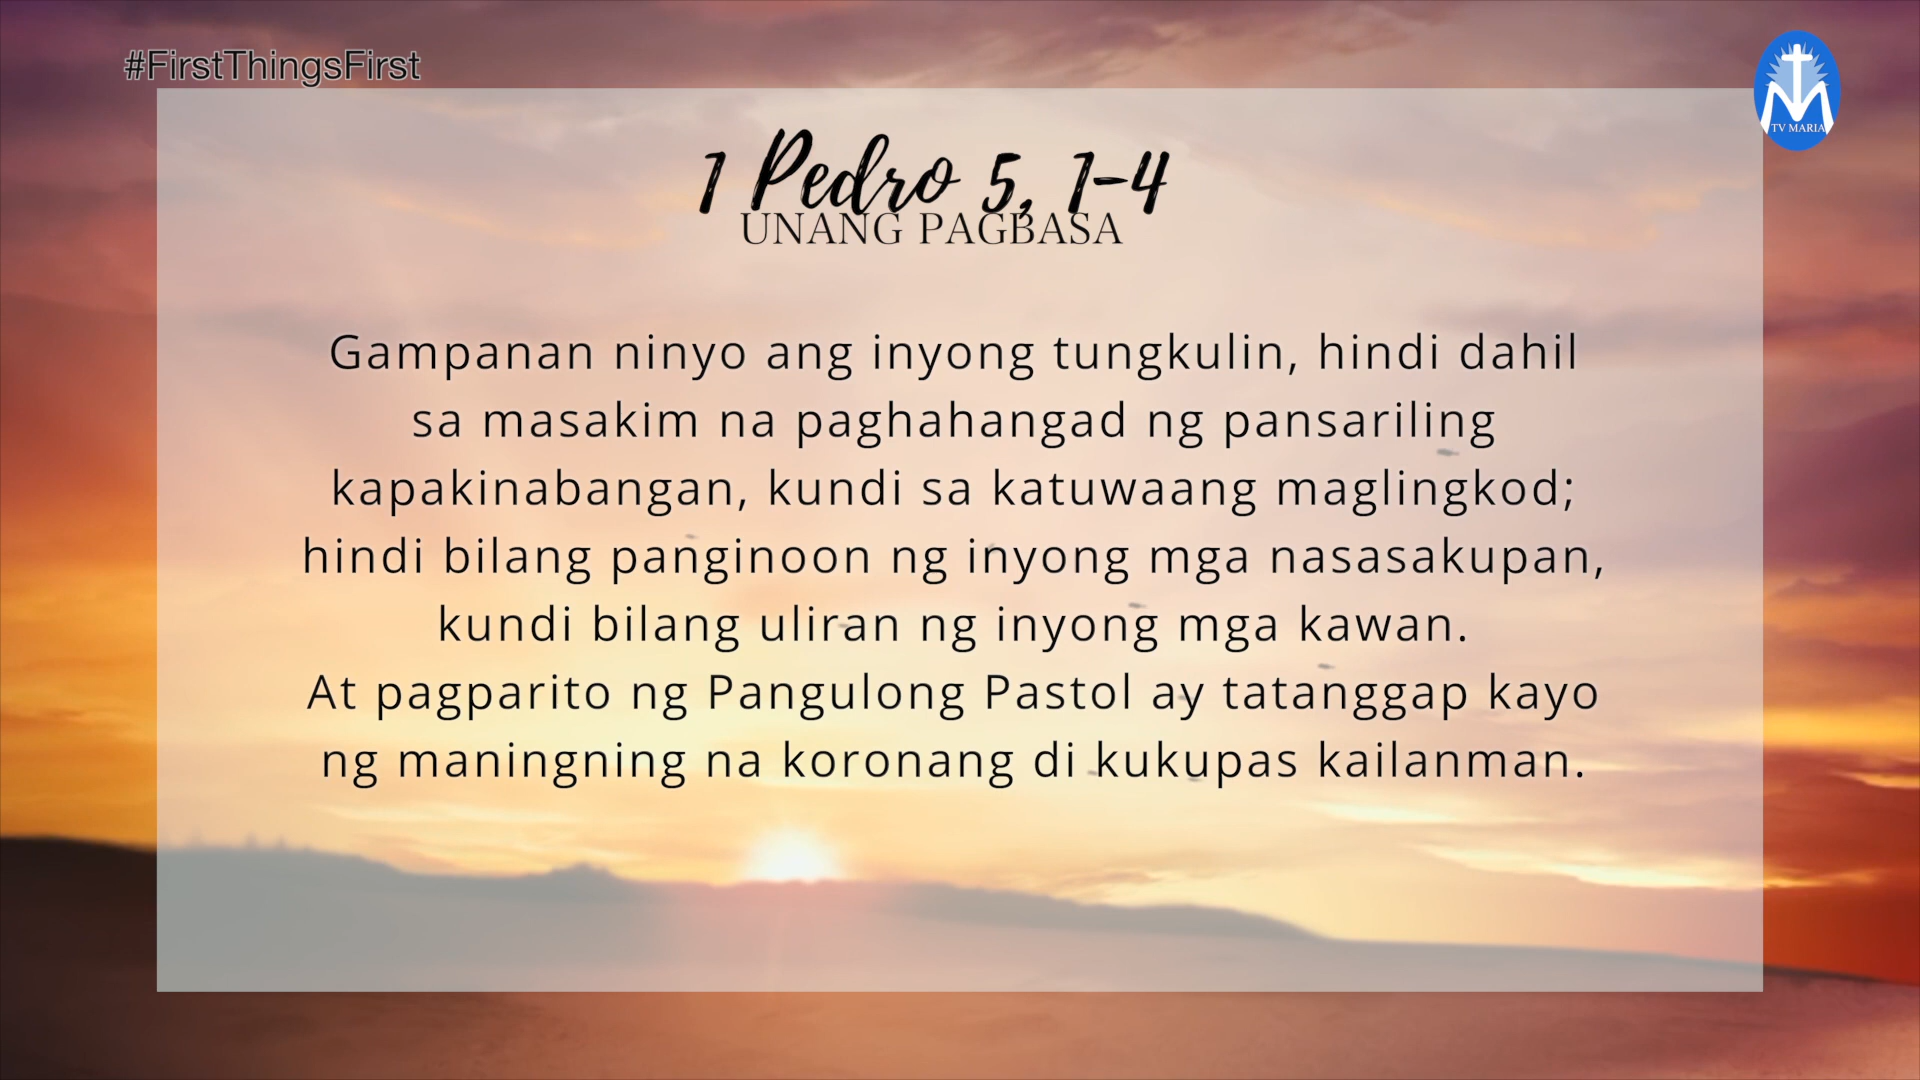 #FirstThingsFirst
TV MARIA
1 Pedro 5, 1-4
UNANG PAGBASA
Gampanan ninyo ang inyong tungkulin, hindi dahil
sa masakim na paghahangad ng pansariling
kapakinabangan, kundi sa katuwaang maglingkod;
hindi bilang panginoon ng inyong mga nasasakupan,
kundi bilang uliran ng inyong mga kawan.
At pagparito ng Pangulong Pastol ay tatanggap kayo
ng maningning na koronang di kukupas kailanman.